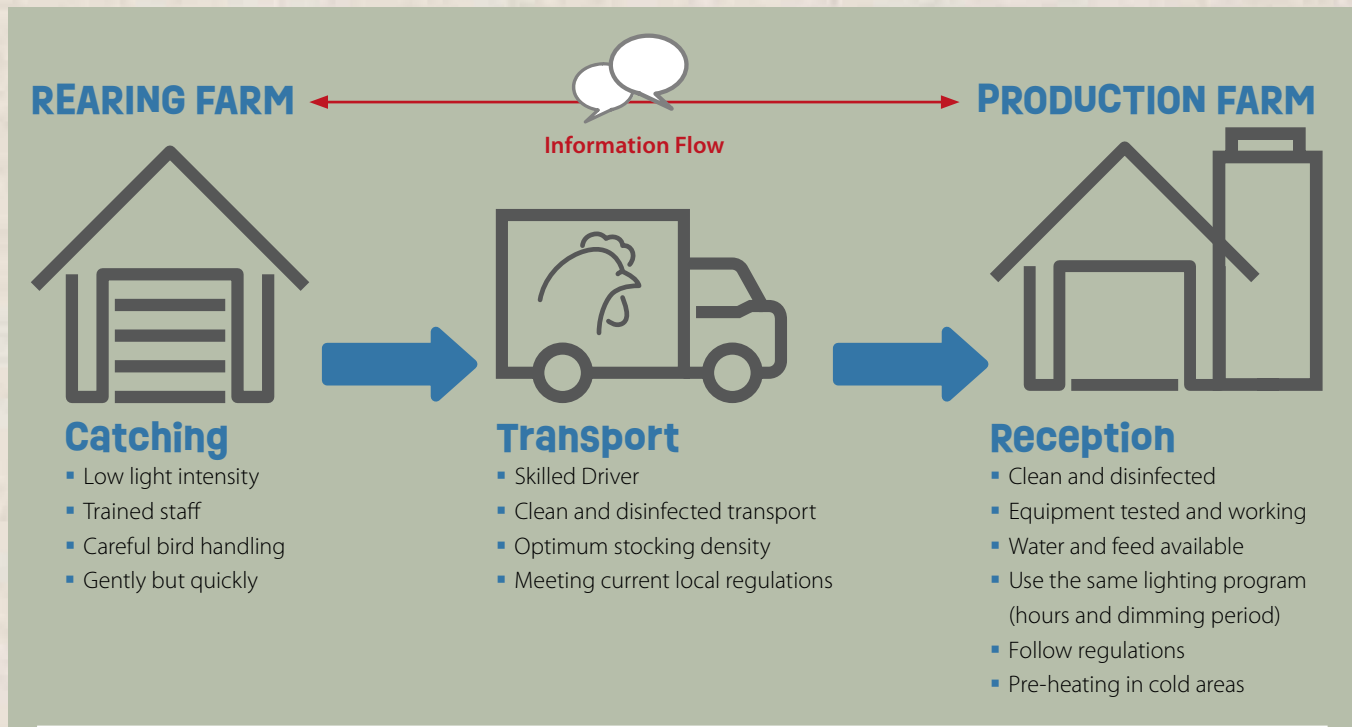 REARING FARM
PRODUCTION FARM
Information Flow
Catching
▪ Low light intensity
▪ Trained staff
▪ Careful bird handling
▪ Gently but quickly
Transport
▪ Skilled Driver
▪ Clean and disinfected transport
▪ Optimum stocking density
▪ Meeting current local regulations
Reception
▪ Clean and disinfected
▪ Equipment tested and working
▪ Water and feed available
▪ Use the same lighting program
(hours and dimming period)
▪ Follow regulations
▪ Pre-heating in cold areas